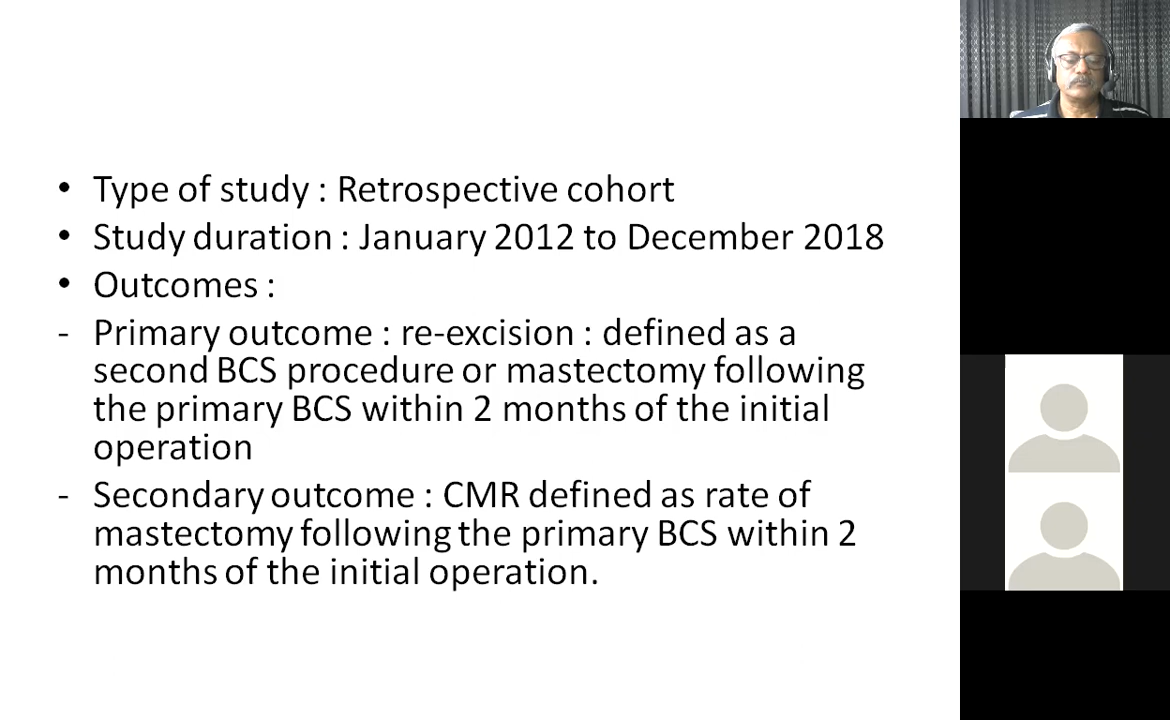 • Type of study : Retrospective cohort
• Study duration : January 2012 to December 2018
• Outcomes :
- Primary outcome : re-excision : defined as a
second BCS procedure or mastectomy following
the primary BCS within 2 months of the initial
operation
- Secondary outcome : CMR defined as rate of
mastectomy following the primary BCS within 2
months of the initial operation.